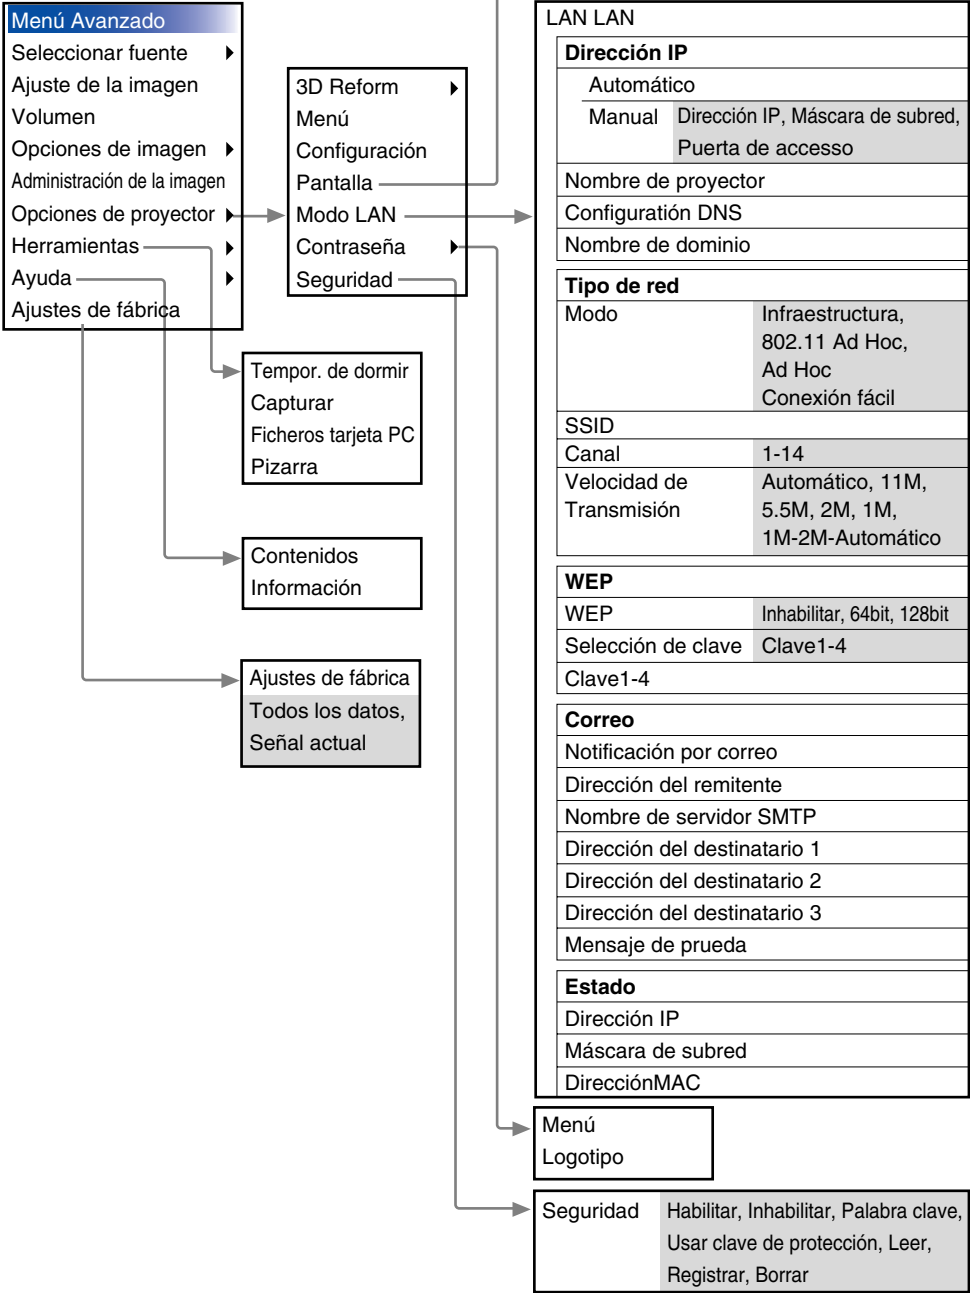 Menú Avanzado
Seleccionar fuente
Ajuste de la imagen
Volumen
Opciones de imagen
Administración de la imagen
Opciones de proyector
Herramientas
Ayuda
Ajustes de fábrica
3D Reform
Menú
Configuración
Pantalla
Modo LAN
Contraseña
Seguridad
Tempor. de dormir
Capturar
Ficheros tarjeta PC
Pizarra
Contenidos
Información
Ajustes de fábrica
Todos los datos,
Señal actual
LAN LAN
Dirección IP
Automático
Manual Dirección IP, Máscara de subred,
Puerta de accesso
Nombre de proyector
Configuratión DNS
Nombre de dominio
Tipo de red
Modo Infraestructura,
802.11 Ad Hoc,
Ad Hoc
Conexión fácil
SSID
Canal 1-14
Velocidad de Automático, 11M,
Transmisión 5.5M, 2M, 1M,
1M-2M-Automático
WEP
WEP Inhabilitar, 64bit, 128bit
Selección de clave Clave1-4
Clave1-4
Correo
Notificación por correo
Dirección del remitente
Nombre de servidor SMTP
Dirección del destinatario 1
Dirección del destinatario 2
Dirección del destinatario 3
Mensaje de prueda
Estado
Dirección IP
Máscara de subred
DirecciónMAC
Menú
Logotipo
Seguridad Habilitar, Inhabilitar, Palabra clave,
Usar clave de protección, Leer,
Registrar, Borrar